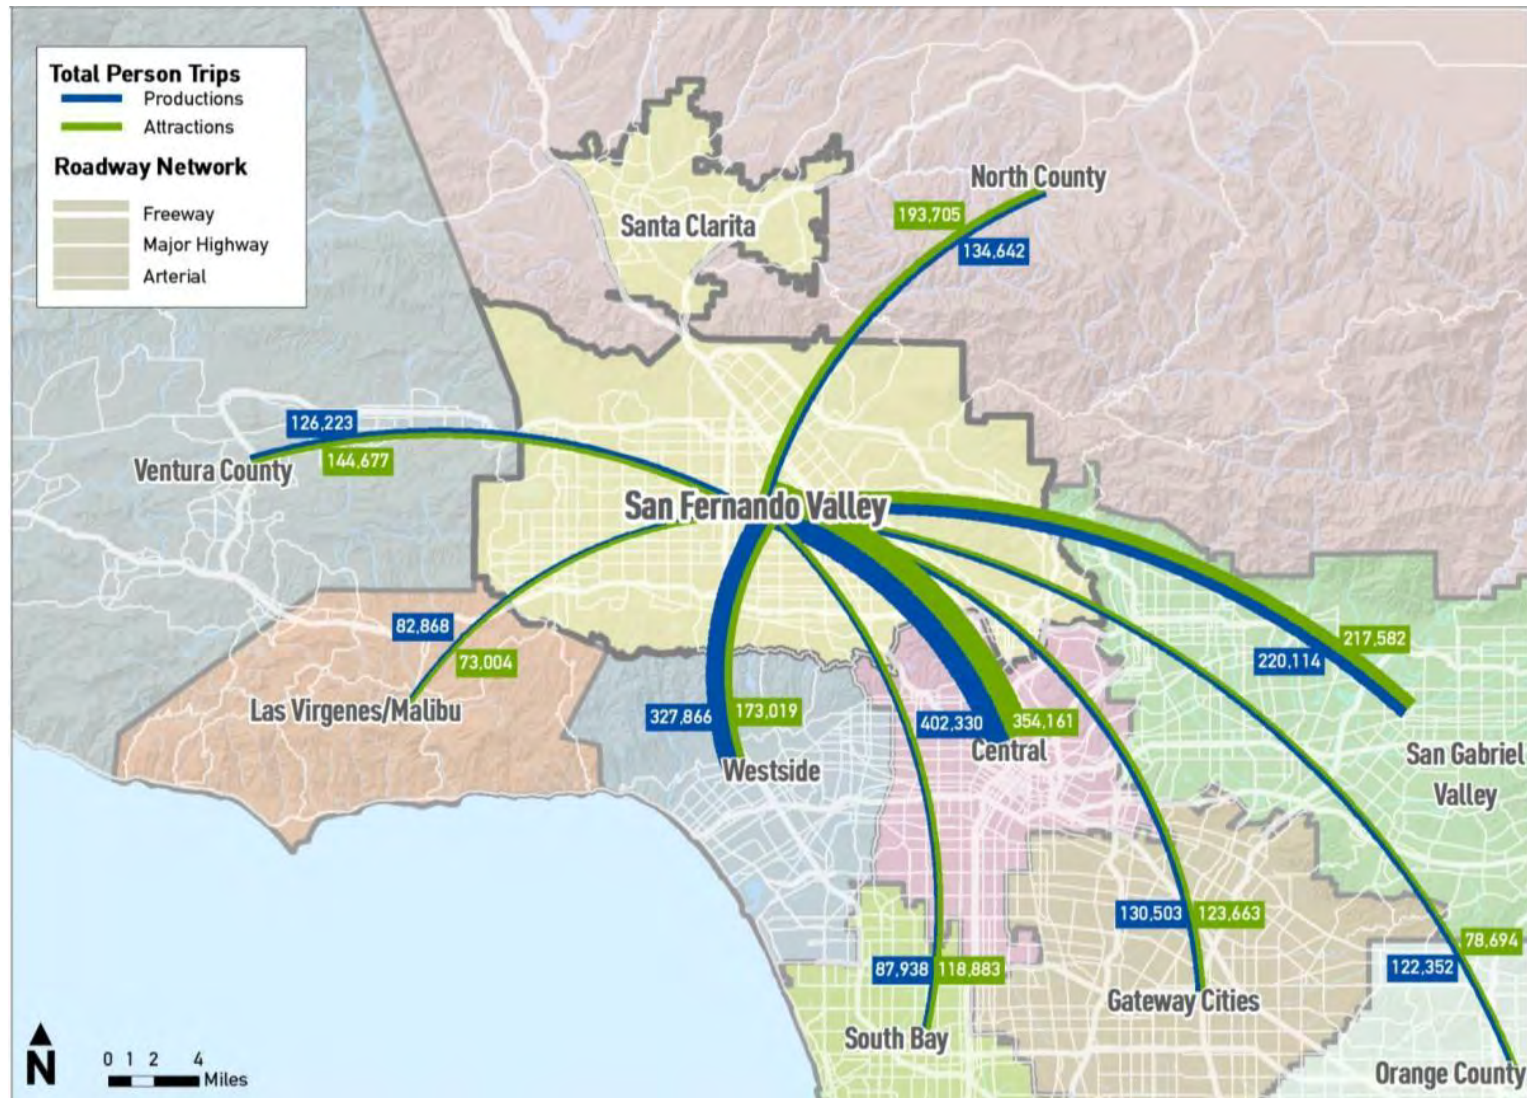 Total Person Trips
Productions
Attractions
Roadway Network
Freeway
Major Highway
Arterial
North County
193,705
134,642
Santa Clarita
126,223
144,677
Ventura County
San Fernando Valley
82,868
73,004
Las Virgenes/Malibu
217,582
220,114
327,866
173,019
402,330
354,161
Westside
Central
San Gabriel
Valley
130,503
123,663
78,694
122,352
87,938
118,883
Gateway Cities
South Bay
Orange County
N
0 1 2 4
Miles